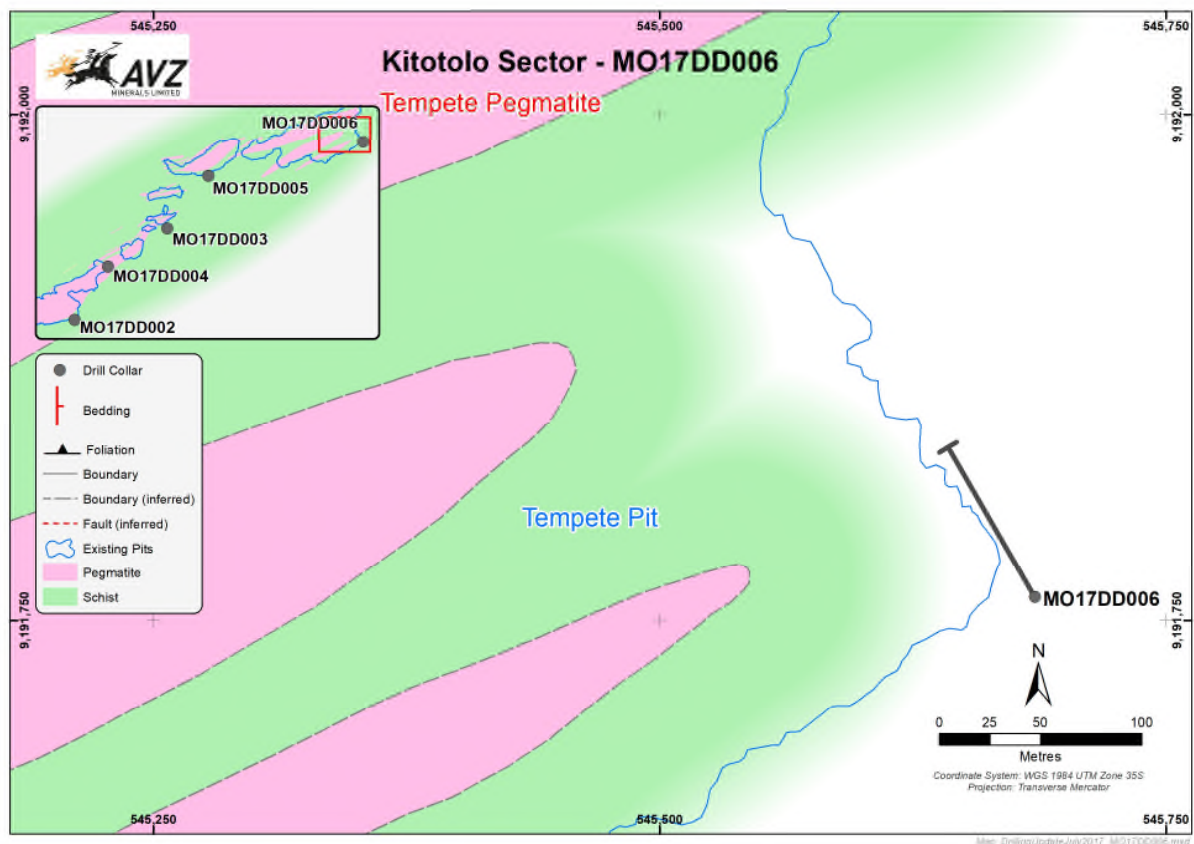 545,250
545,500
545,750
Kitotolo Sector - MO17DD006
Tempete Pegmatite
AVZ
MINERALS LIMITED
9,192,000
9,192,000
MO17DD006
MO17DD005
MO17DD003
MO17DD004
MO17DD002
Drill Collar
Bedding
Foliation
Boundary
Boundary (inferred)
Fault (inferred)
Existing Pits
Pegmatite
Schist
Tempete Pit
MO17DD006
9,191,750
9,191,750
N
0 25 50 100
Metres
Coordinate System: WGS 1984 UTM Zone 35S
Projection: Transverse Mercator
545,250
545,500
545,750
Map: DrillingUpdateJuly2017_MO17DD006.mxd